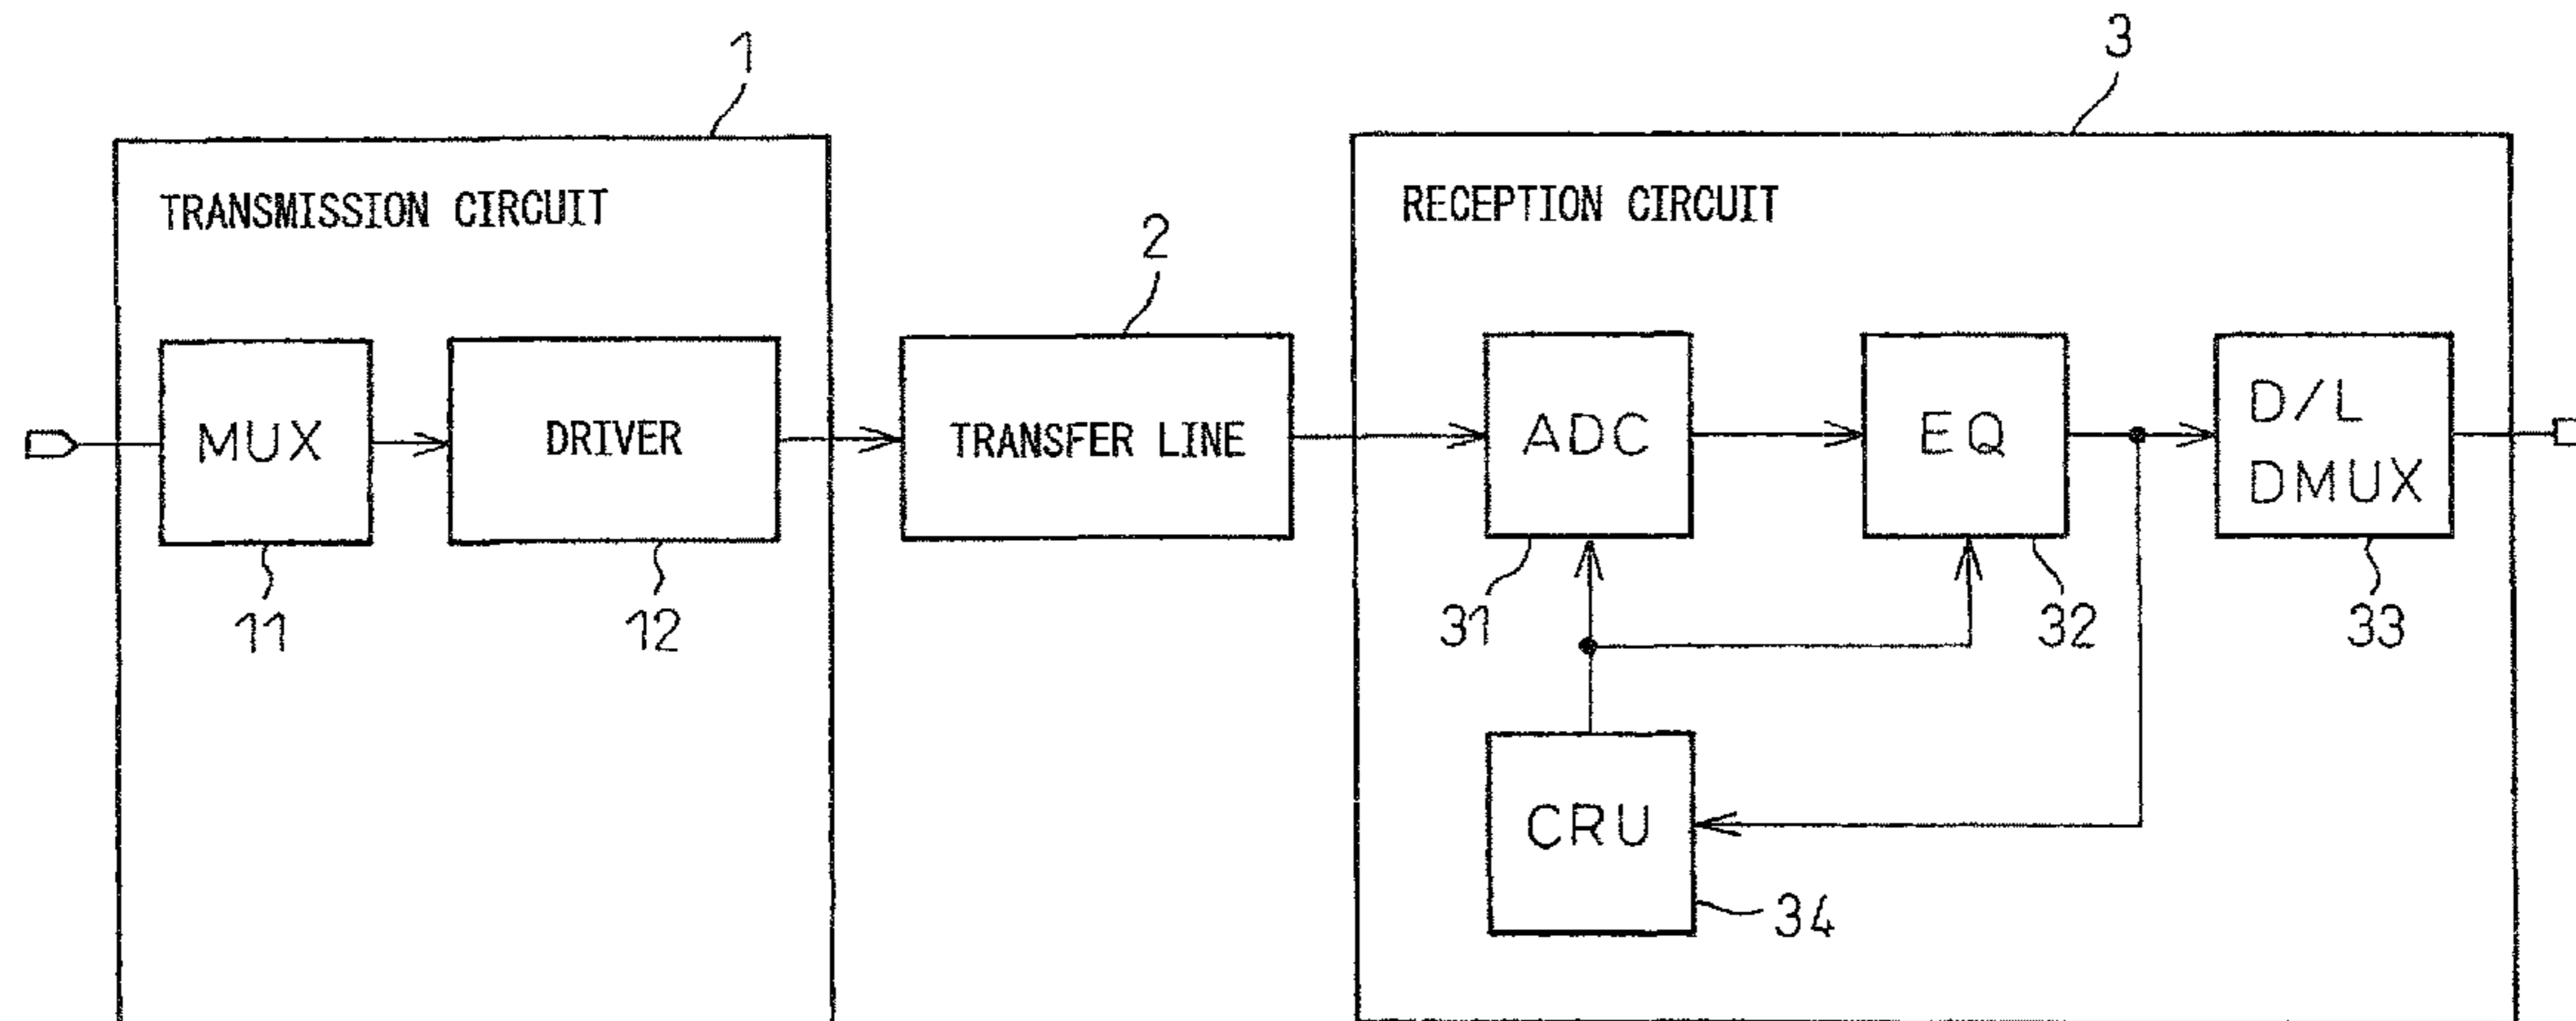 1
3
TRANSMISSION CIRCUIT
2
RECEPTION CIRCUIT
MUX
DRIVER
TRANSFER LINE
ADC
EQ
D/L
DMUX
11
12
31
32
33
CRU
34